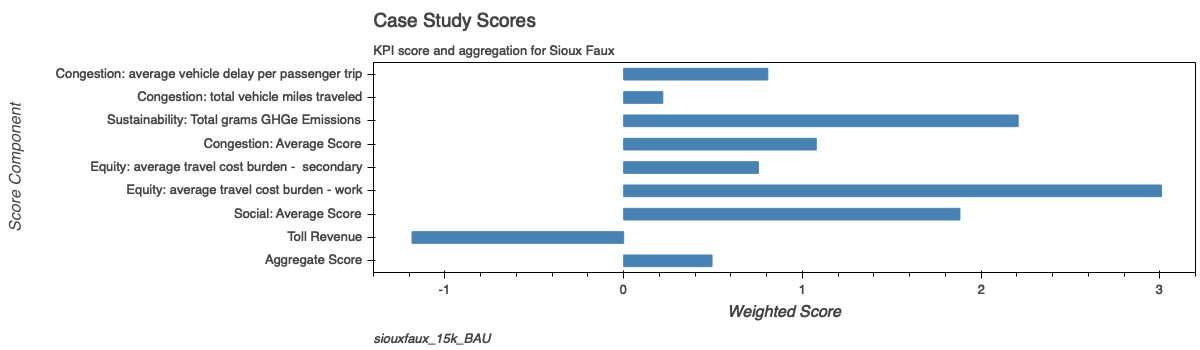 Case Study Scores
KPI score and aggregation for Sioux Faux
Score Component
Congestion: average vehicle delay per passenger trip
Congestion: total vehicle miles traveled
Sustainability: Total grams GHGe Emissions
Congestion: Average Score
Equity: average travel cost burden -  secondary
Equity: average travel cost burden - work
Social: Average Score
Toll Revenue
Aggregate Score
-1 0 1 2 3
Weighted Score
siouxfaux_15k_BAU